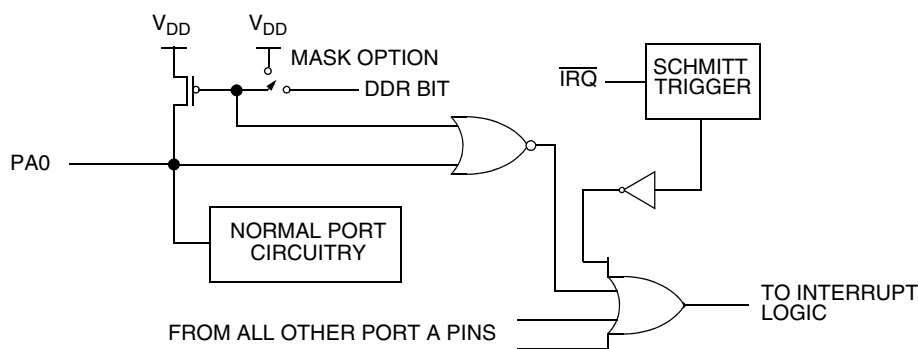 VDD
VDD
MASK OPTION
DDR BIT
IRQ
SCHMITT
TRIGGER
PA0
NORMAL PORT
CIRCUITRY
TO INTERRUPT
LOGIC
FROM ALL OTHER PORT A PINS